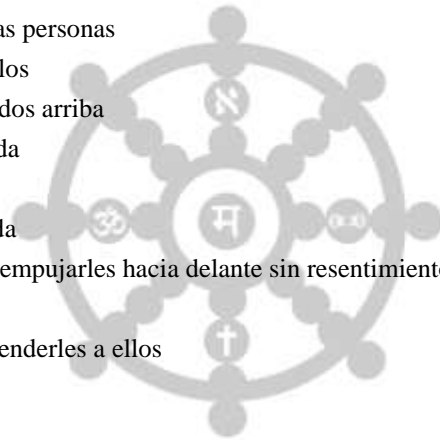 as personas
los
dos arriba
da
da
empujarles hacia delante sin resentimiento
enderles a ellos
א
ॐ म
✝